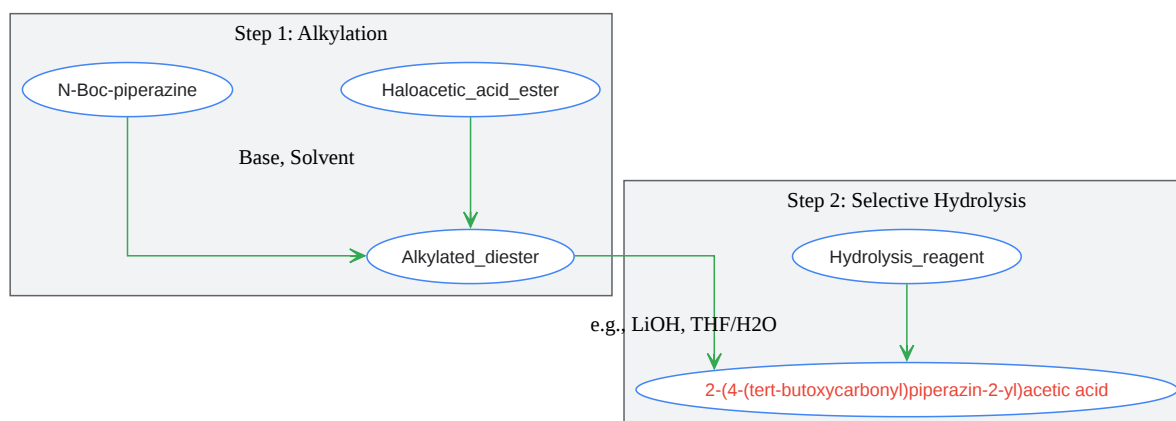 Step 1: Alkylation
N-Boc-piperazine
Haloacetic_acid_ester
Base, Solvent
Alkylated_diester
Step 2: Selective Hydrolysis
Hydrolysis_reagent
e.g., LiOH, THF/H2O
2-(4-(tert-butoxycarbonyl)piperazin-2-yl)acetic acid